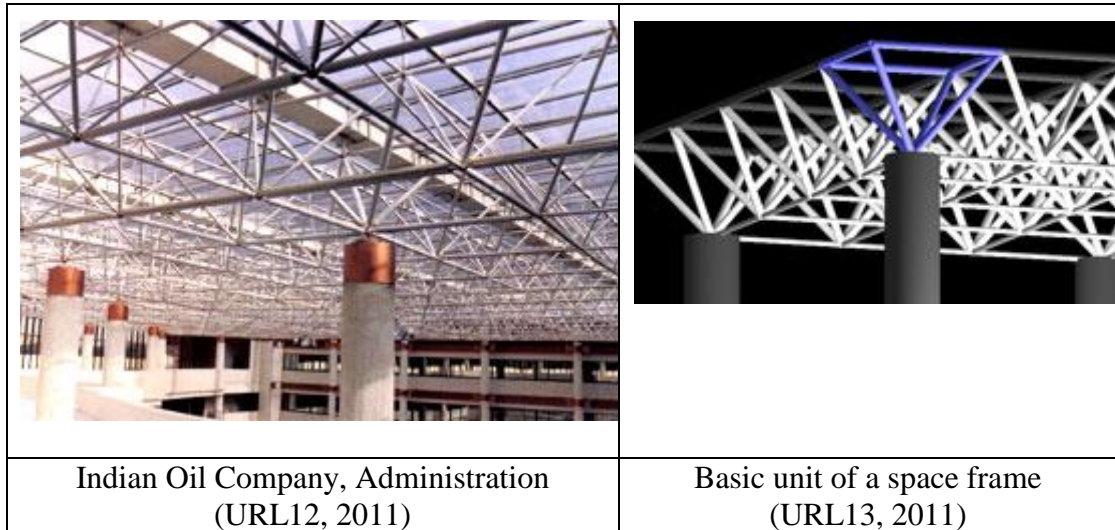 Indian Oil Company, Administration
(URL12, 2011)
Basic unit of a space frame
(URL13, 2011)